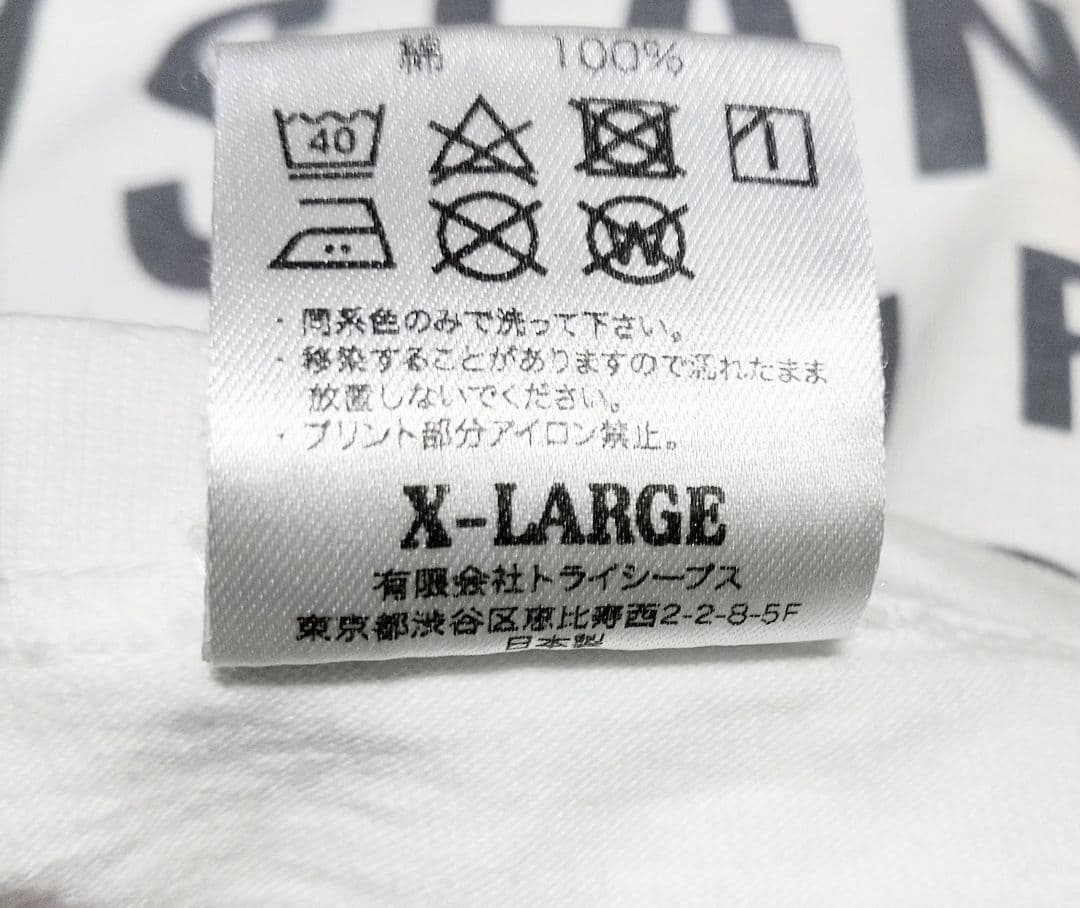 綿 100%
40
W
・同系色のみで洗って下さい。
・移染することがありますので濡れたまま
放置しないでください。
・プリント部分アイロン禁止。
X-LARGE
有限会社トライシープス
東京都渋谷区恵比寿西2-2-8-5F
日本製